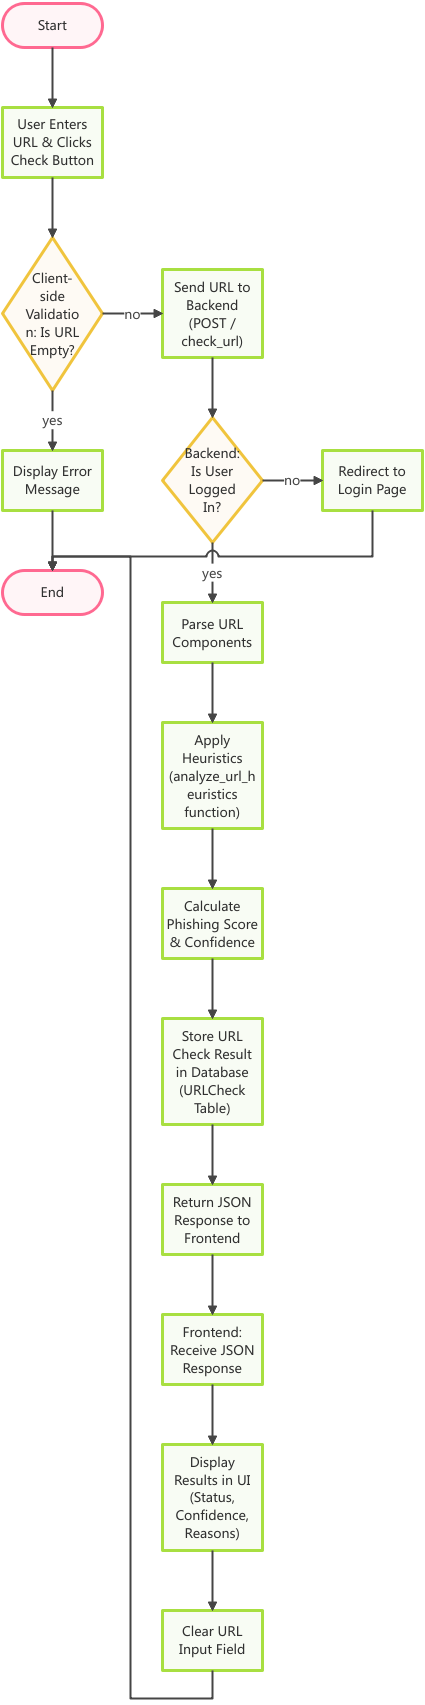 Start
User Enters
URL & Clicks
Check Button
Client-
side
Validatio
n: Is URL
Empty?
no
Send URL to
Backend
(POST /
check_url)
yes
Display Error
Message
Backend:
Is User
Logged
In?
no
Redirect to
Login Page
End
yes
Parse URL
Components
Apply
Heuristics
(analyze_url_h
euristics
function)
Calculate
Phishing Score
& Confidence
Store URL
Check Result
in Database
(URLCheck
Table)
Return JSON
Response to
Frontend
Frontend:
Receive JSON
Response
Display
Results in UI
(Status,
Confidence,
Reasons)
Clear URL
Input Field